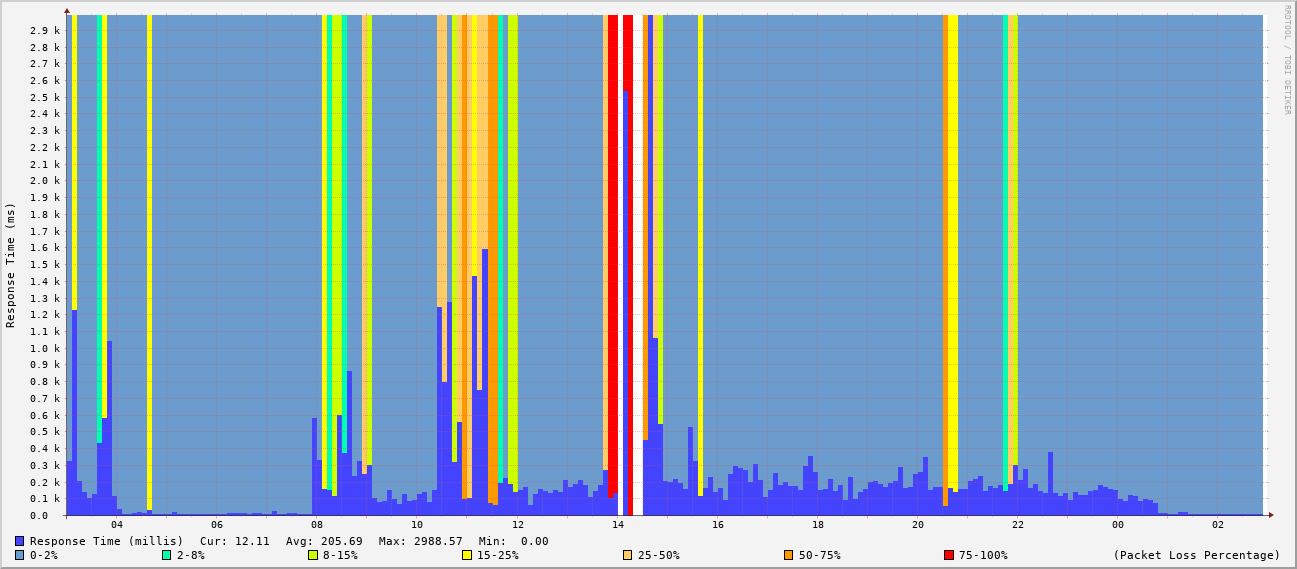 RRDTOOL / TOBI OETIKER
Response Time (ms)
2.9 k
2.8 k
2.7 k
2.6 k
2.5 k
2.4 k
2.3 k
2.2 k
2.1 k
2.0 k
1.9 k
1.8 k
1.7 k
1.6 k
1.5 k
1.4 k
1.3 k
1.2 k
1.1 k
1.0 k
0.9 k
0.8 k
0.7 k
0.6 k
0.5 k
0.4 k
0.3 k
0.2 k
0.1 k
0.0
04 06 08 10 12 14 16 18 20 22 00 02
Response Time (millis) Cur: 12.11 Avg: 205.69 Max: 2988.57 Min: 0.00
0-2% 2-8% 8-15% 15-25% 25-50% 50-75% 75-100% (Packet Loss Percentage)